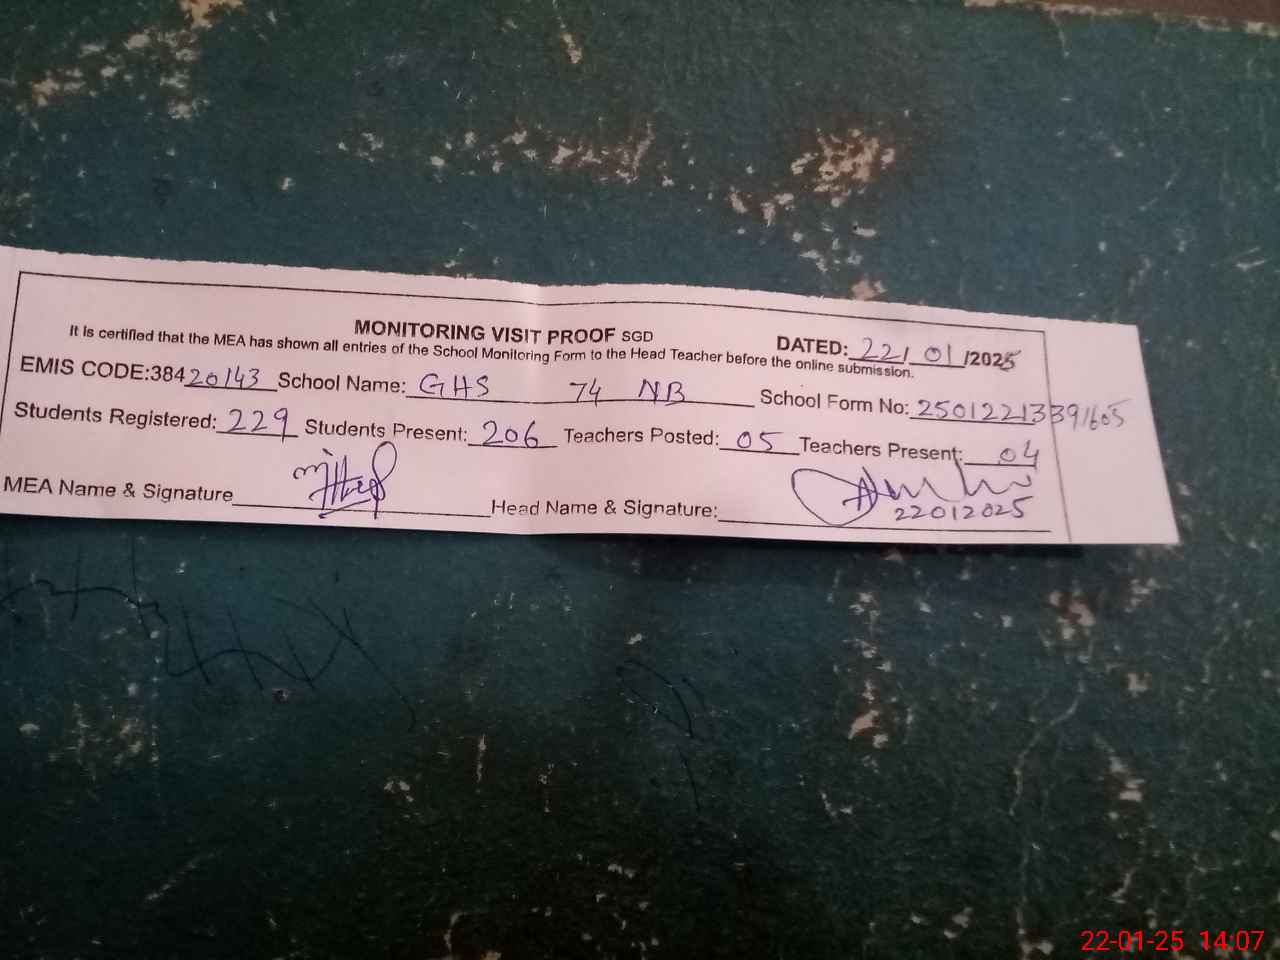 MONITORING VISIT PROOF SGD
DATED: 22/01/2025
It is certified that the MEA has shown all entries of the School Monitoring Form to the Head Teacher before the online submission.
EMIS CODE:38420143 School Name: GHS 74 NB School Form No: 25012213391605
Students Registered: 229 Students Present: 206 Teachers Posted: 05 Teachers Present: 04
MEA Name & Signature Head Name & Signature:
22012025
22-01-25 14:07